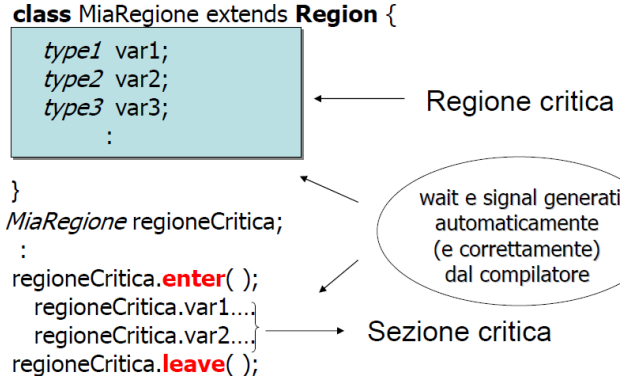 class MiaRegione extends Region {
type1 var1;
type2 var2;
type3 var3;
:
Regione critica
}
MiaRegione regioneCritica;
:
regioneCritica.enter( );
regioneCritica.var1….
regioneCritica.var2….
regioneCritica.leave( );
wait e signal generati
automaticamente
(e correttamente)
dal compilatore
Sezione critica